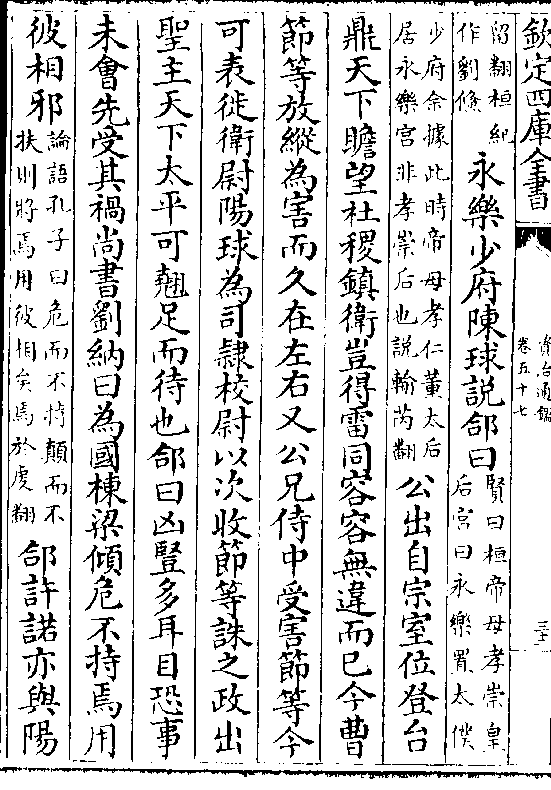 欽定四庫全書
資治通鑑
卷五十七
三十
留翻桓紀
作劉儵
永樂少府陳球說郃曰
賢曰桓帝母孝崇皇
后宮曰永樂置太僕
少府余據此時帝母孝仁董太后
居永樂宮非孝崇后也說輸芮翻
公出自宗室位登台
鼎天下瞻望社稷鎮衛豈得雷同容容無違而已今曹
節等放縱為害而久在左右又公兄侍中受害節等今
可表徙衛尉陽球為司隸校尉以次收節等誅之政出
聖主天下太平可翹足而待也郃曰凶豎多耳目恐事
未會先受其禍尚書劉納曰為國棟梁傾危不持焉用
彼相邪
論語孔子曰危而不持顛而不
扶則將焉用彼相矣焉於虔翻
郃許諾亦與陽